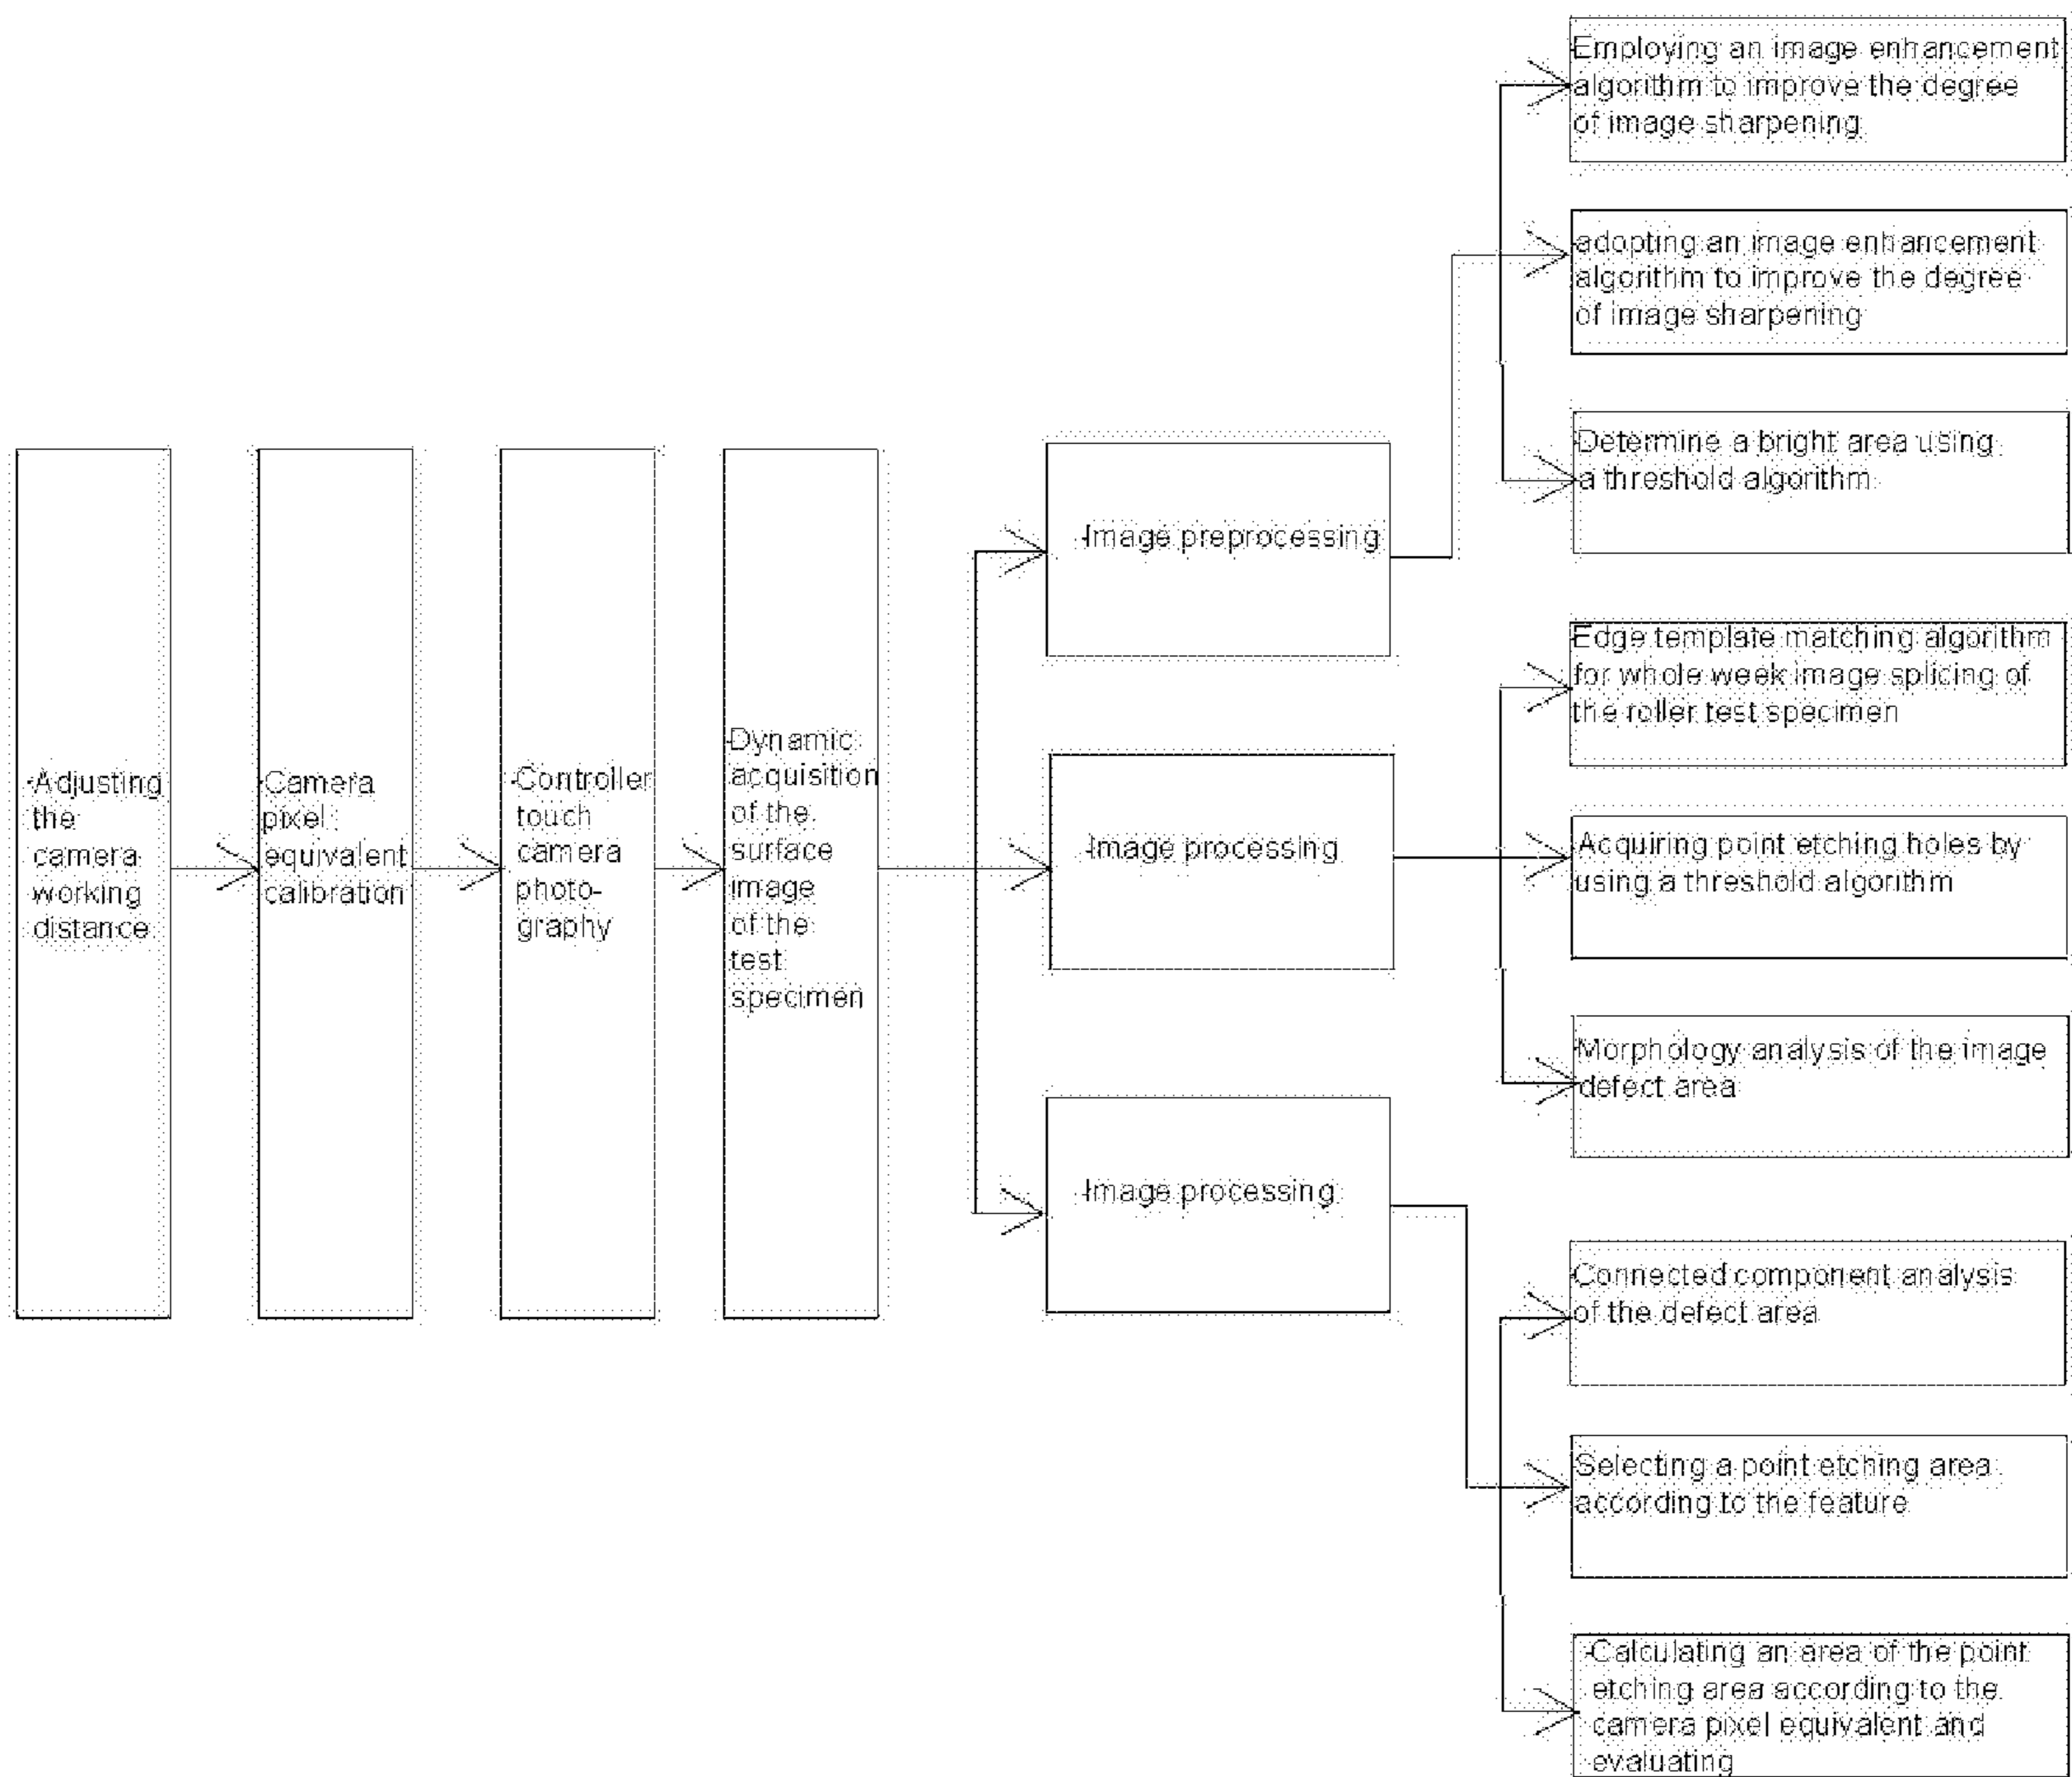 Adjusting
the
camera
working
distance
Camera
pixel
equivalent
calibration
Controller
touch
camera
photo-
graphy
Dynamic
acquisition
of the
surface
image
of the
test
specimen
Image preprocessing
Image processing
Image processing
Employing an image enhancement
algorithm to improve the degree
of image sharpening
adopting an image enhancement
algorithm to improve the degree
of image sharpening
Determine a bright area using
a threshold algorithm
Edge template matching algorithm
for whole week image splicing of
the roller test specimen
Acquiring point etching holes by
using a threshold algorithm
Morphology analysis of the image
defect area
Connected component analysis
of the defect area
Selecting a point etching area
according to the feature
Calculating an area of the point
etching area according to the
camera pixel equivalent and
evaluating